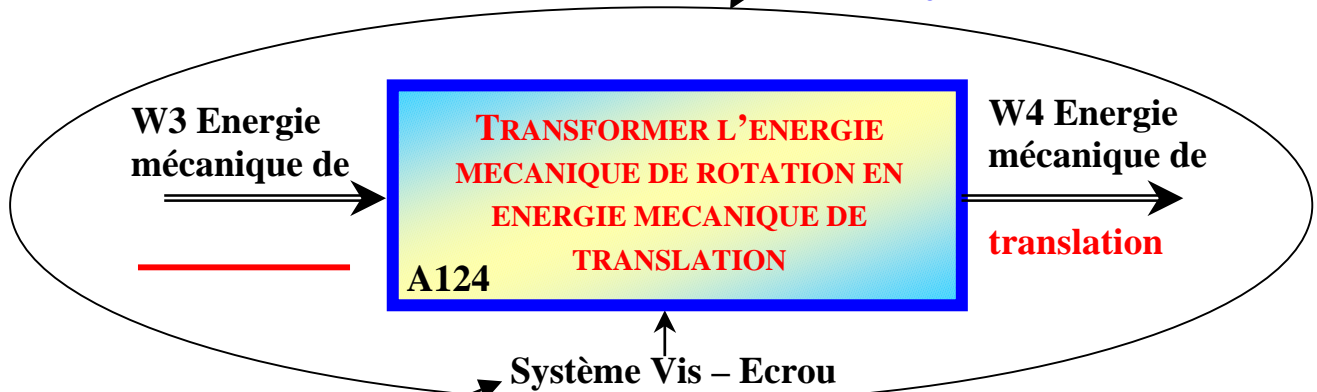 W3 Energie
mécanique de
TRANSFORMER L’ENERGIE
MECANIQUE DE ROTATION EN
ENERGIE MECANIQUE DE
TRANSLATION
A124
W4 Energie
mécanique de
translation
Système Vis – Ecrou